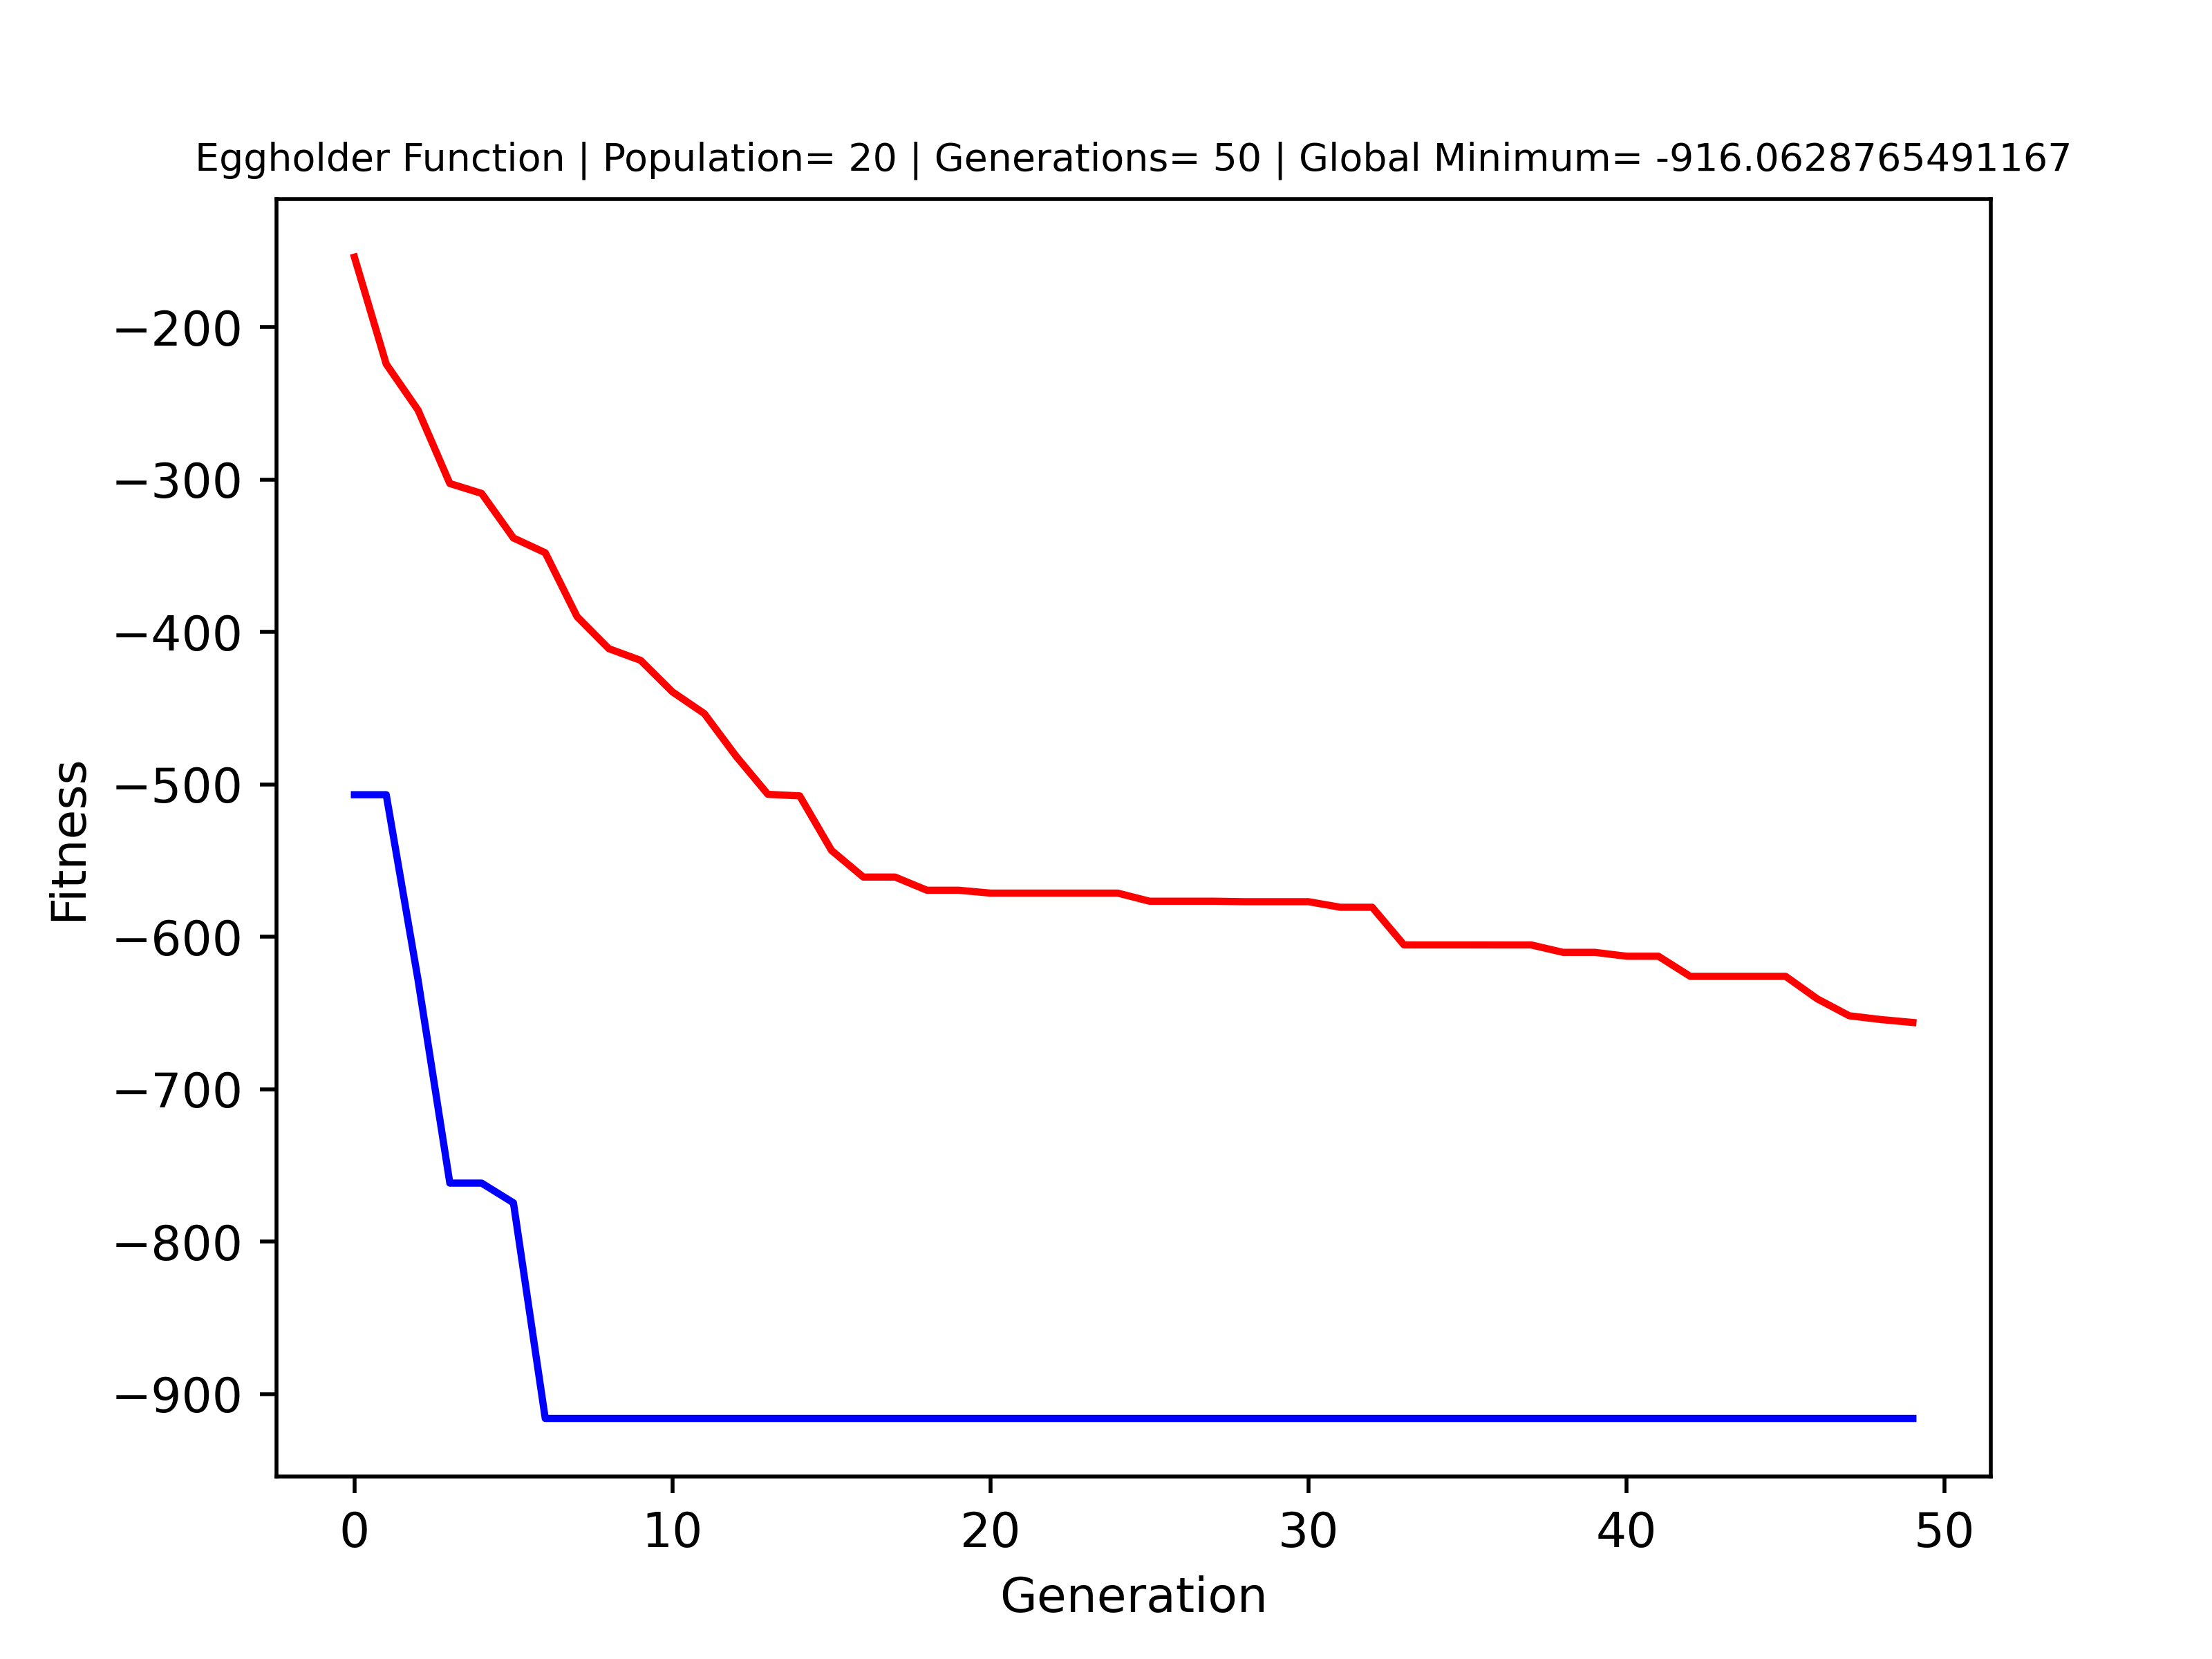 Eggholder Function | Population= 20 | Generations= 50 | Global Minimum= -916.0628765491167
−200
−300
−400
−500
−600
−700
−800
−900
Fitness
0 10 20 30 40 50
Generation